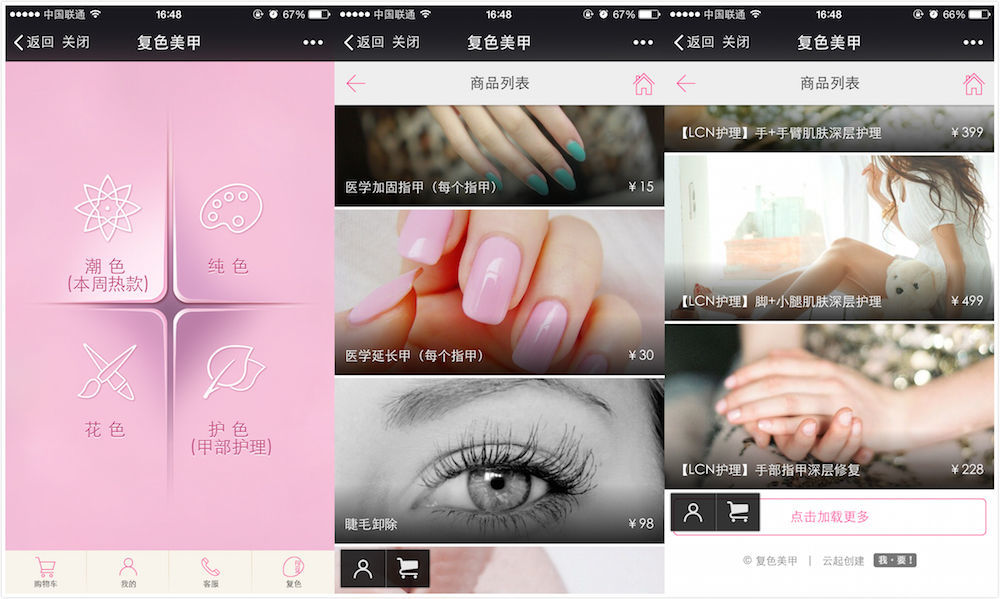 中国联通 16:48 67%
返回 关闭 复色美甲
潮色
(本周热款)
纯色
花色
护色
(甲部护理)
购物车 我的 客服 复色
中国联通 16:48 67%
返回 关闭 复色美甲
商品列表
医学加固指甲（每个指甲） ￥15
医学延长甲（每个指甲） ￥30
睫毛卸除 ￥98
中国联通 16:48 66%
返回 关闭 复色美甲
商品列表
【LCN护理】手+手臂肌肤深层护理 ￥399
【LCN护理】脚+小腿肌肤深层护理 ￥499
【LCN护理】手部指甲深层修复 ￥228
点击加载更多
© 复色美甲 | 云起创建 我·要！